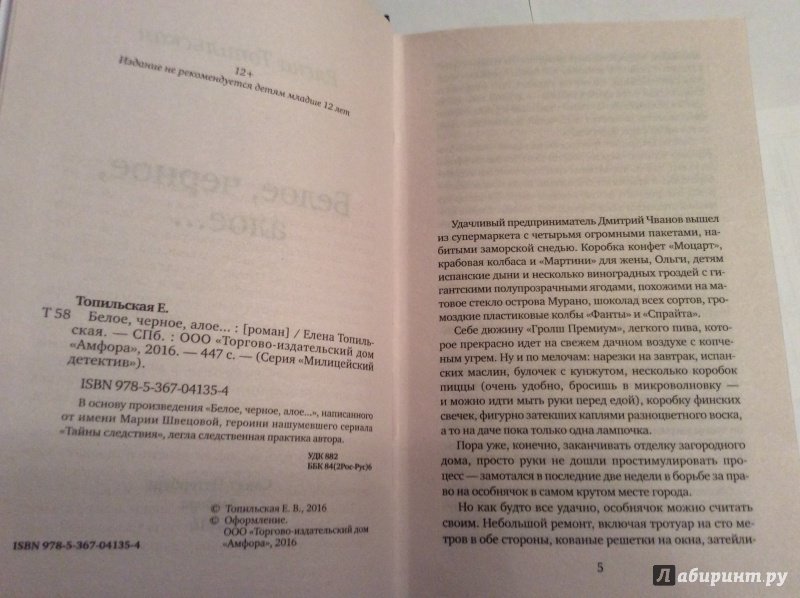 12+
Издание не рекомендуется детям младше 12 лет
Топильская Е.
Т 58 Белое, черное, алое... : [роман] / Елена Топиль-
ская. — СПб. : ООО «Торгово-издательский дом
«Амфора», 2016. — 447 с. — (Серия «Милицейский
детектив»).
ISBN 978-5-367-04135-4
В основу произведения «Белое, черное, алое...», написанного
от имени Марии Швецовой, героини нашумевшего сериала
«Тайны следствия», легла следственная практика автора.
УДК 882
ББК 84(2Рос-Рус)6
© Топильская Е. В., 2016
© Оформление.
ООО «Торгово-издательский дом
«Амфора», 2016
ISBN 978-5-367-04135-4
Удачливый предприниматель Дмитрий Чванов вышел
из супермаркета с четырьмя огромными пакетами, на-
битыми заморской снедью. Коробка конфет «Моцарт»,
крабовая колбаса и «Мартини» для жены, Ольги, детям
испанские дыни и несколько виноградных гроздей с ги-
гантскими полупрозрачными ягодами, похожими на ма-
товое стекло острова Мурано, шоколад всех сортов, гро-
моздкие пластиковые колбы «Фанты» и «Спрайта».
Себе дюжину «Гролш Премиум», легкого пива, кото-
рое прекрасно идет на свежем дачном воздухе с копче-
ным угрем. Ну и по мелочам: нарезки на завтрак, испан-
ских маслин, булочек с кунжутом, несколько коробок
пиццы (очень удобно, бросишь в микроволновку —
и можно идти мыть руки перед едой), коробку финских
свечек, фигурно затекших каплями разноцветного воска,
а то на даче пока только одна лампочка.
Пора уже, конечно, заканчивать отделку загородного
дома, просто руки не дошли простимулировать про-
цесс — замотался в последние две недели в борьбе за пра-
во на особнячок в самом крутом месте города.
Но как будто все удачно, особнячок можно считать
своим. Небольшой ремонт, включая тротуар на сто ме-
тров в обе стороны, кованые решетки на окна, затейли-
5
Лабиринт.ру